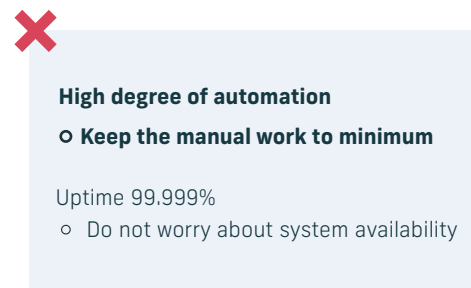 High degree of automation
○ Keep the manual work to minimum
Uptime 99.999%
○ Do not worry about system availability